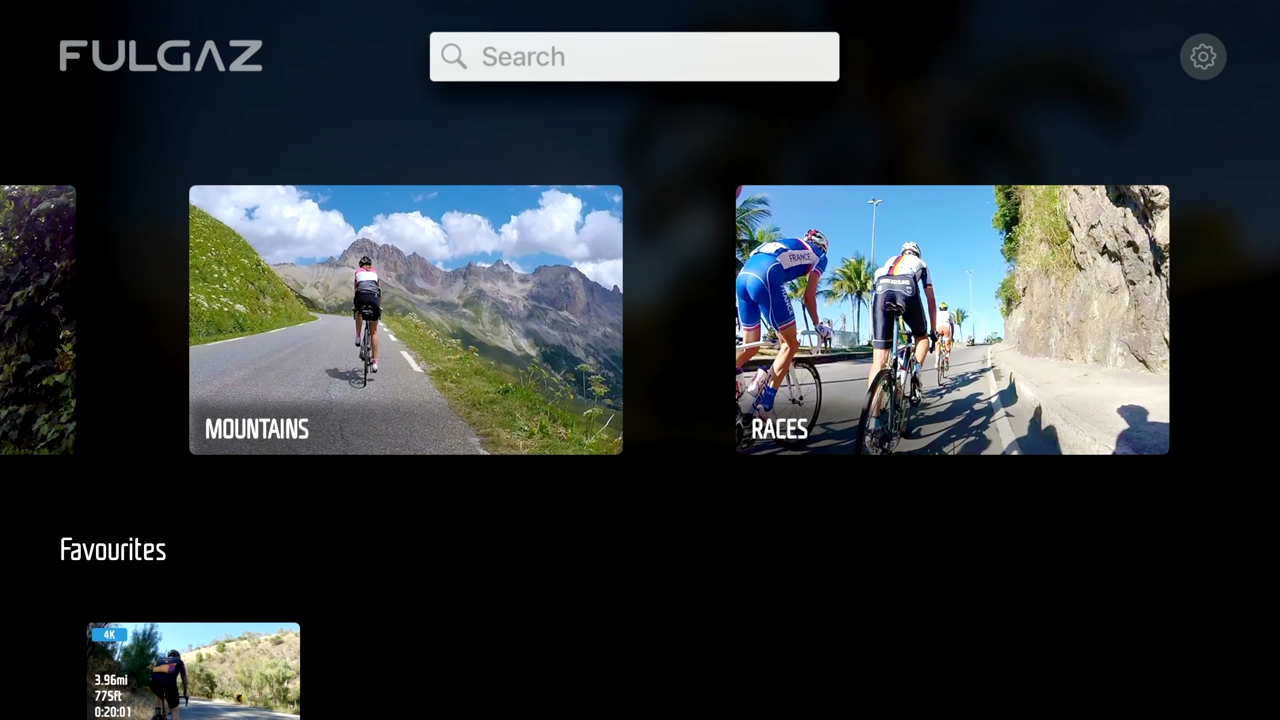 FULGAZ
Search
MOUNTAINS
FRANCE
RACES
Favourites
4K
3.96mi
775ft
0:20:01